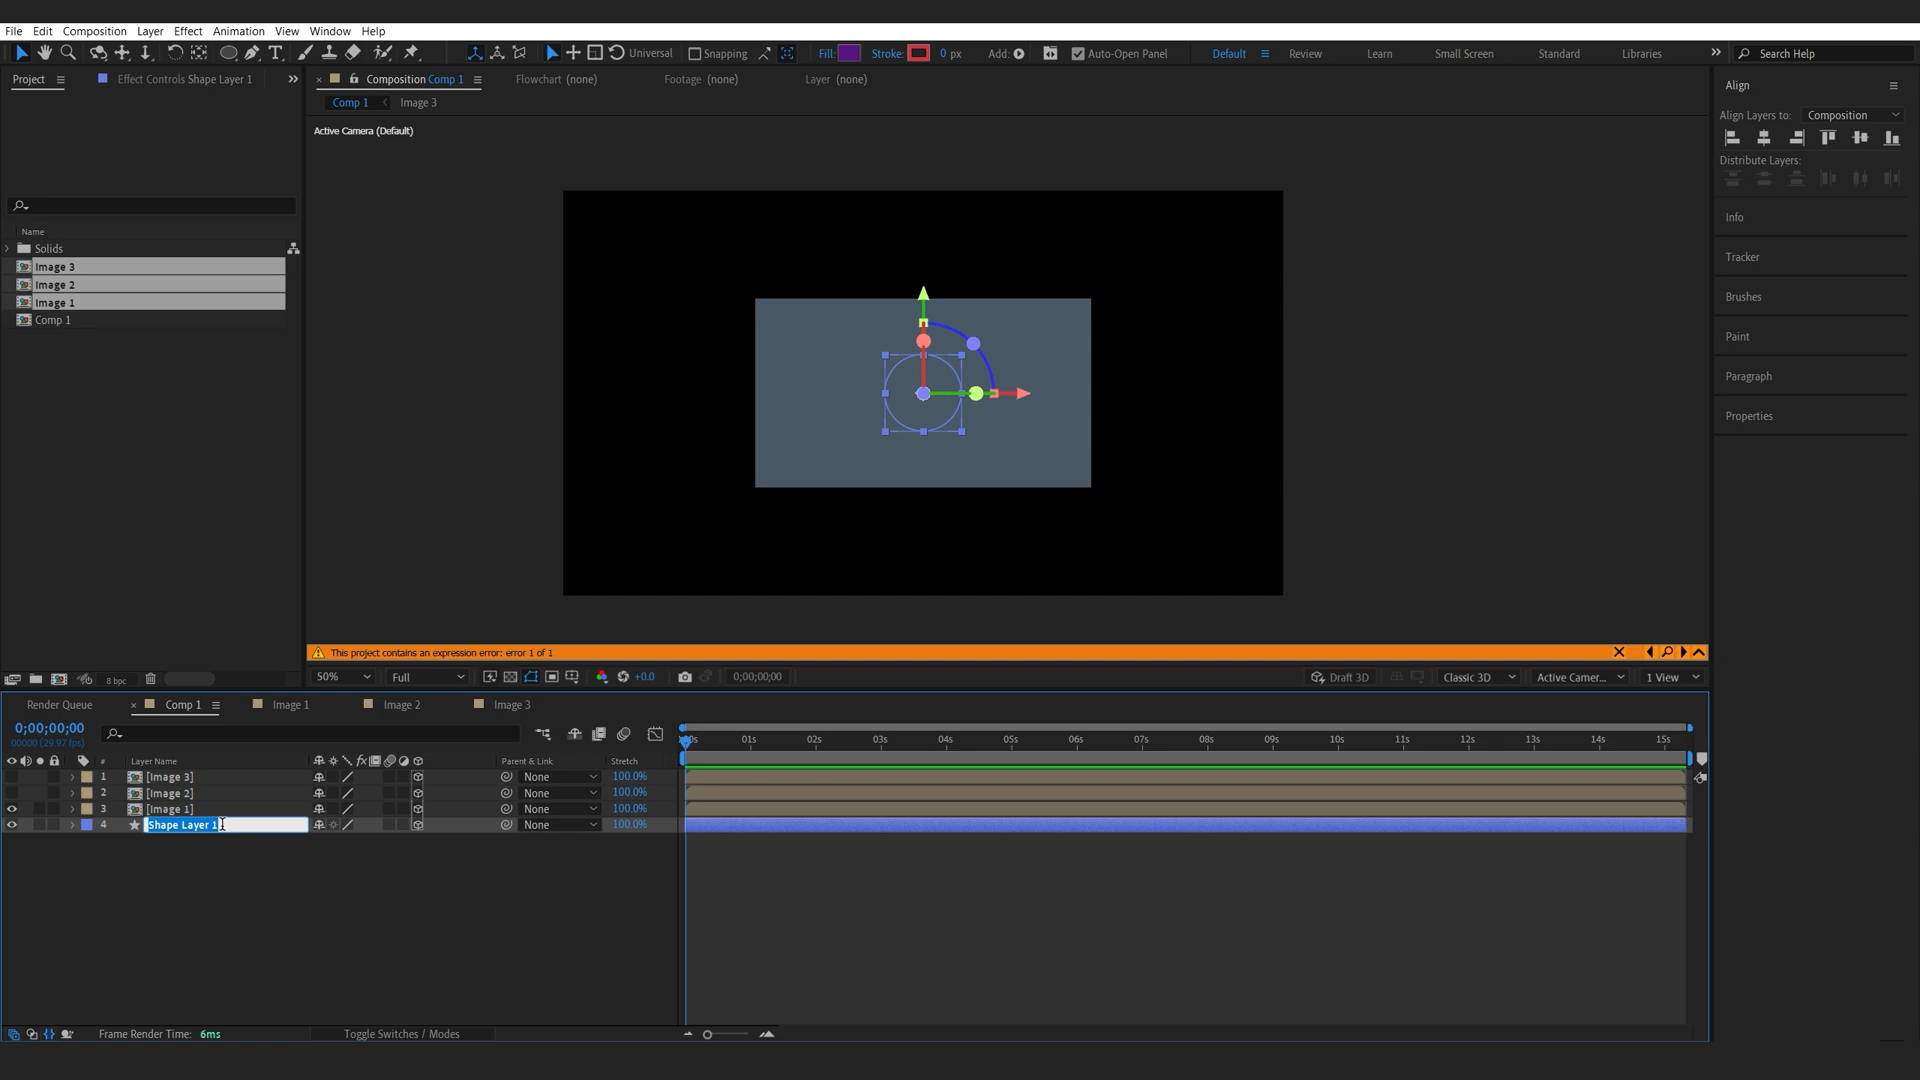 File Edit Composition Layer Effect Animation View Window Help
Universal Snapping Fill: Stroke: 0 px Add: Auto-Open Panel Default Review Learn Small Screen Standard Libraries Search Help
Project Effect Controls Shape Layer 1 Composition Comp 1 Flowchart (none) Footage (none) Layer (none) Align
Comp 1 Image 3
Align Layers to: Composition
Active Camera (Default)
Distribute Layers:
Info
Name
Solids
Tracker
Image 3
Image 2
Brushes
Image 1
Comp 1
Paint
Paragraph
Properties
This project contains an expression error: error 1 of 1
8 bpc 50% Full +0.0 0;00;00;00 Draft 3D Classic 3D Active Camer... 1 View
Render Queue Comp 1 Image 1 Image 2 Image 3
0;00;00;00
00000 (29.97 fps)
01s 02s 03s 04s 05s 06s 07s 08s 09s 10s 11s 12s 13s 14s 15s
# Layer Name Parent & Link Stretch
1 [Image 3] None 100.0%
2 [Image 2] None 100.0%
3 [Image 1] None 100.0%
4 Shape Layer 1 None 100.0%
Frame Render Time: 6ms Toggle Switches / Modes